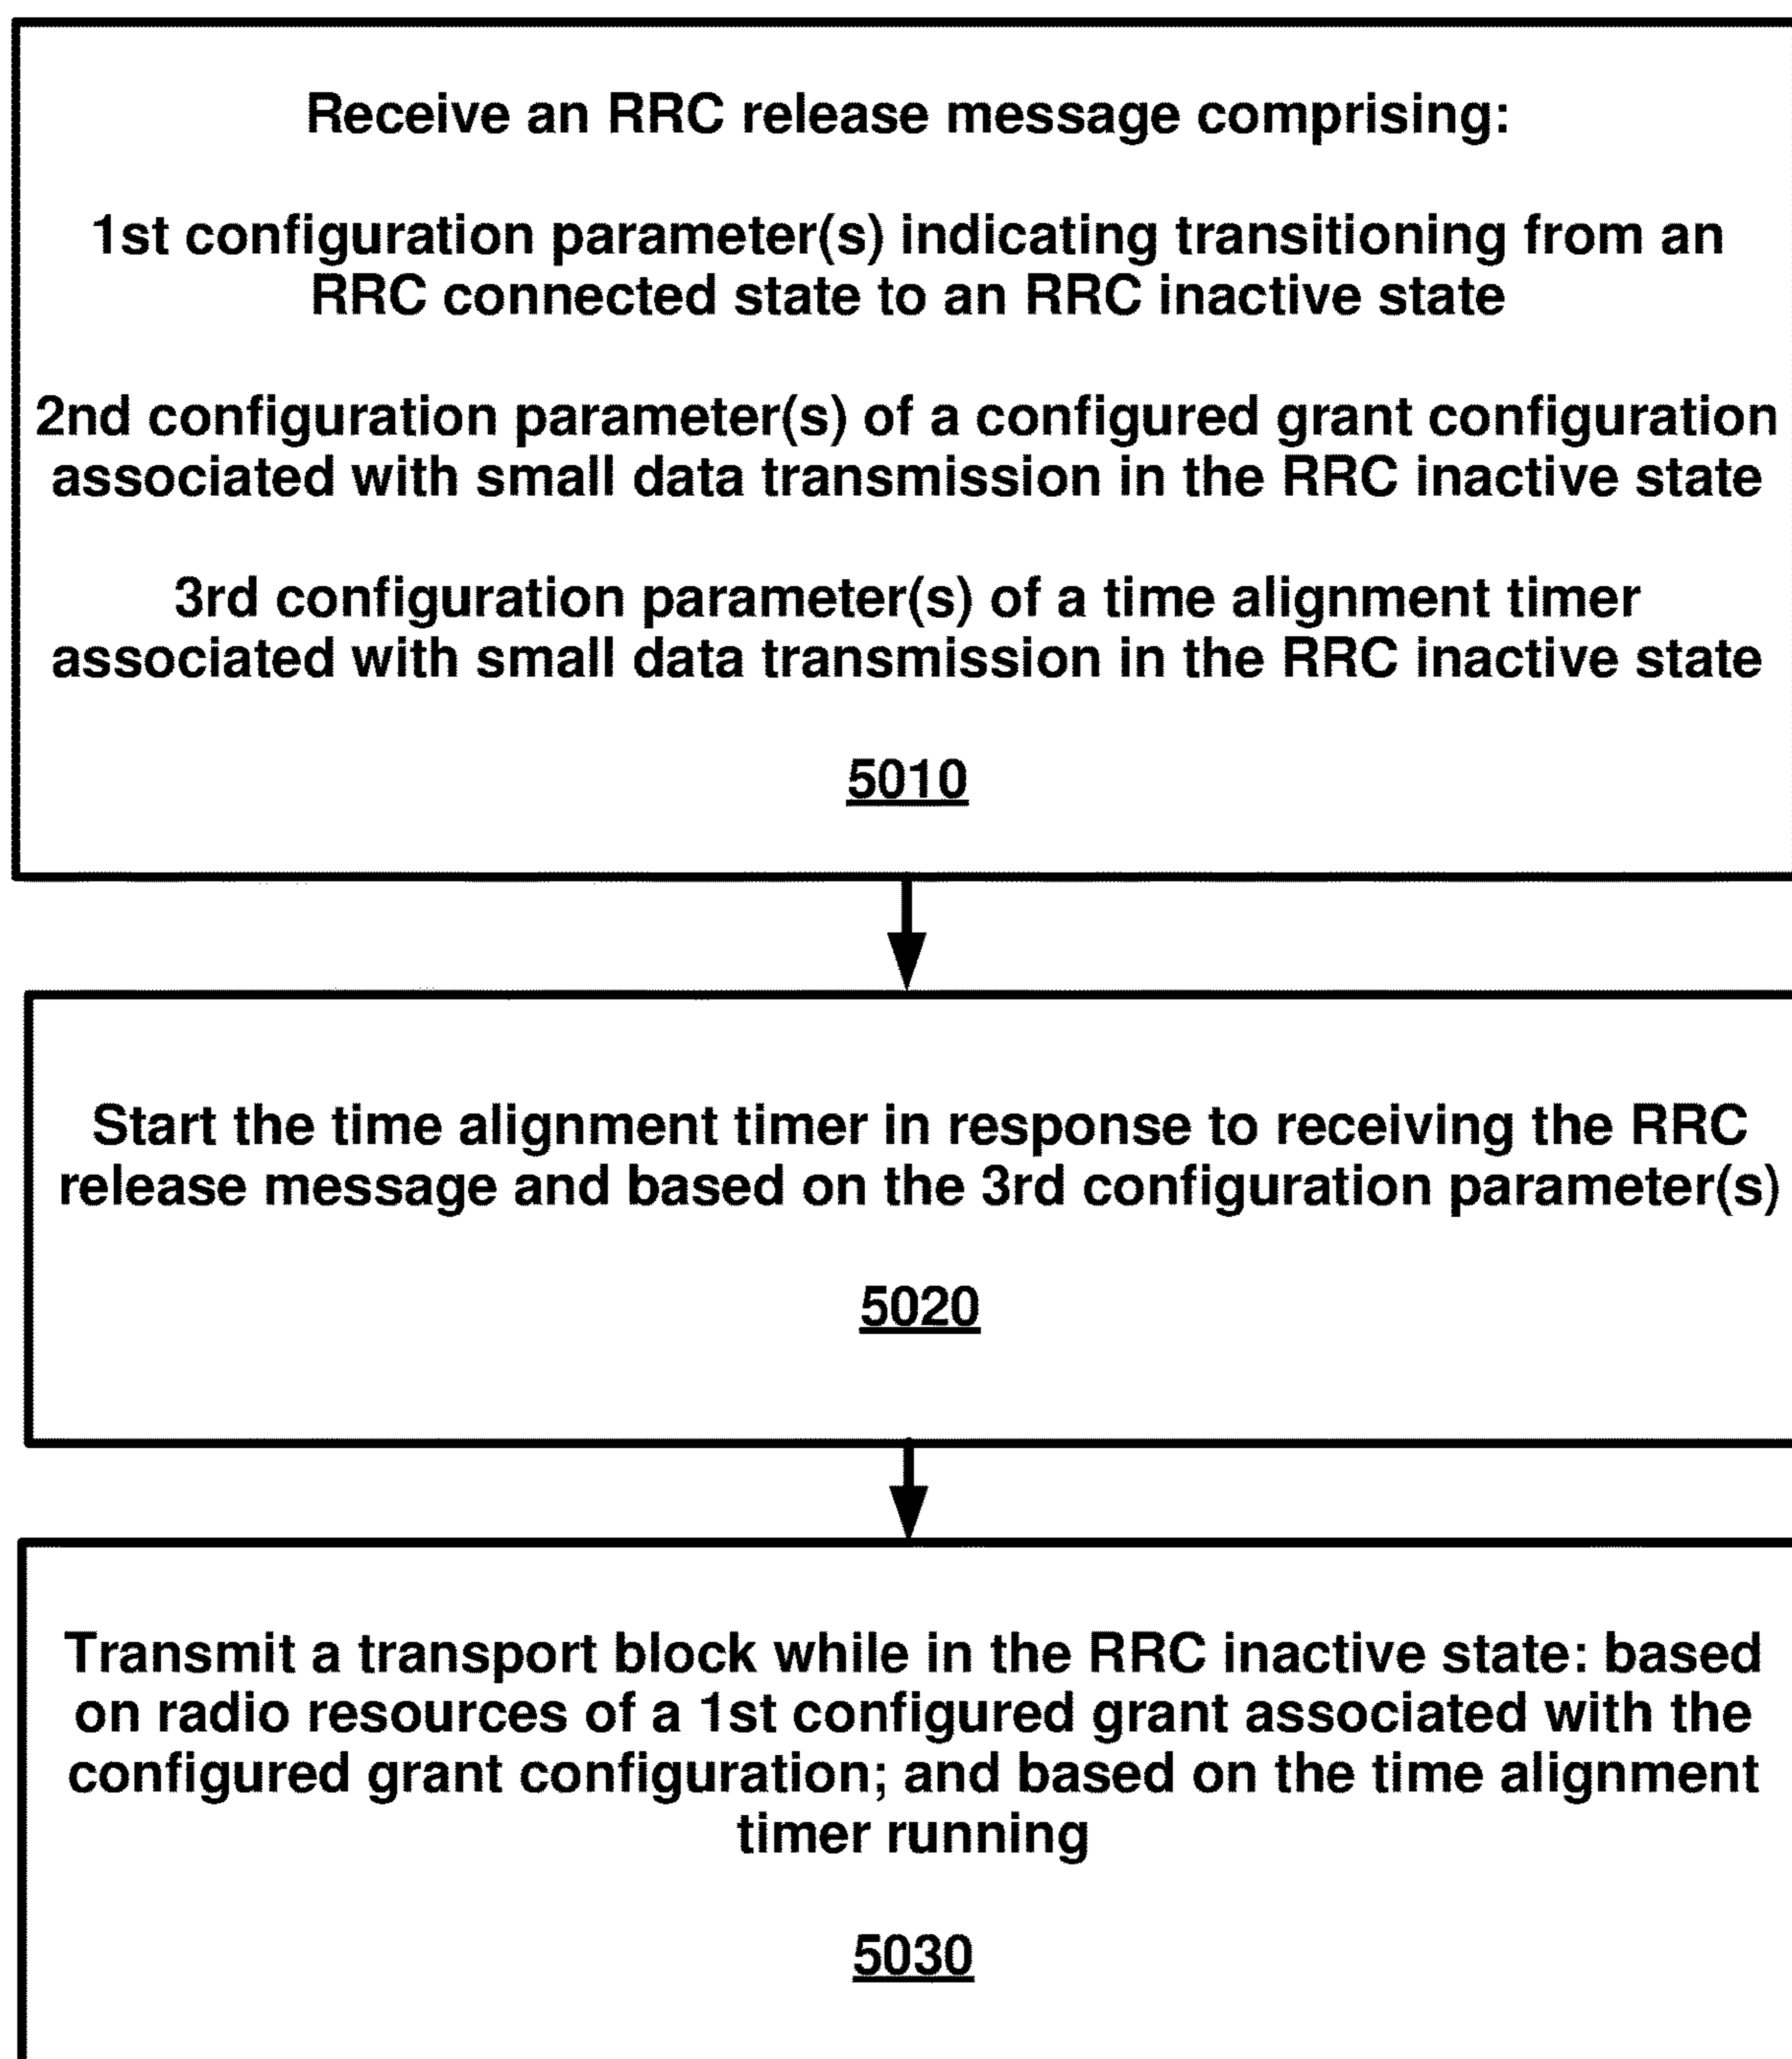 Receive an RRC release message comprising:
1st configuration parameter(s) indicating transitioning from an
RRC connected state to an RRC inactive state
2nd configuration parameter(s) of a configured grant configuration
associated with small data transmission in the RRC inactive state
3rd configuration parameter(s) of a time alignment timer
associated with small data transmission in the RRC inactive state
5010
Start the time alignment timer in response to receiving the RRC
release message and based on the 3rd configuration parameter(s)
5020
Transmit a transport block while in the RRC inactive state: based
on radio resources of a 1st configured grant associated with the
configured grant configuration; and based on the time alignment
timer running
5030